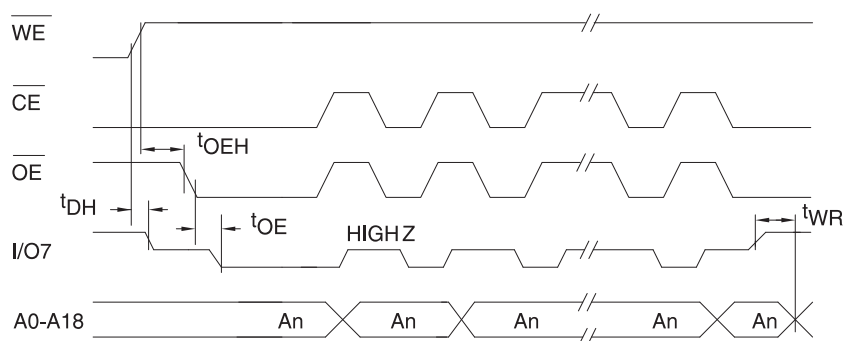 WE
CE
tOEH
OE
tDH
tOE
HIGH Z
tWR
I/O7
A0-A18
An An An An An